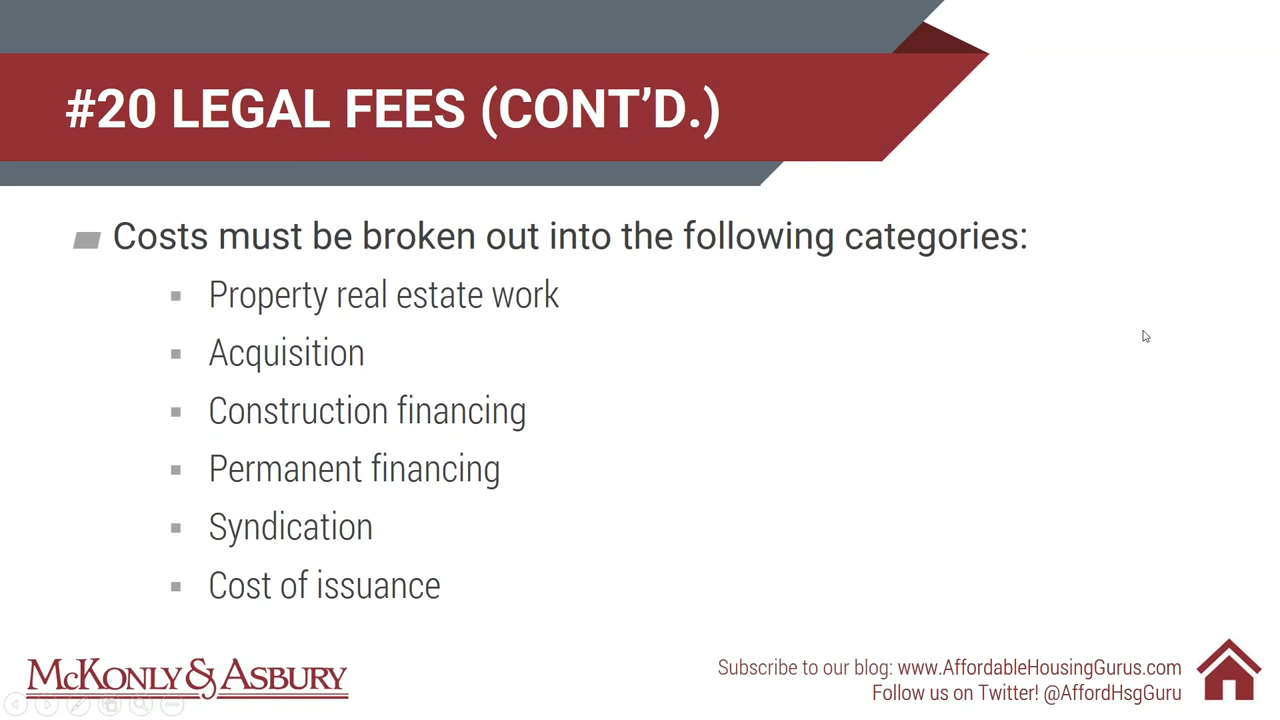 #20 LEGAL FEES (CONT’D.)
Costs must be broken out into the following categories:
Property real estate work
Acquisition
Construction financing
Permanent financing
Syndication
Cost of issuance
McKonly & Asbury
Subscribe to our blog: www.AffordableHousingGurus.com
Follow us on Twitter! @AffordHsgGuru